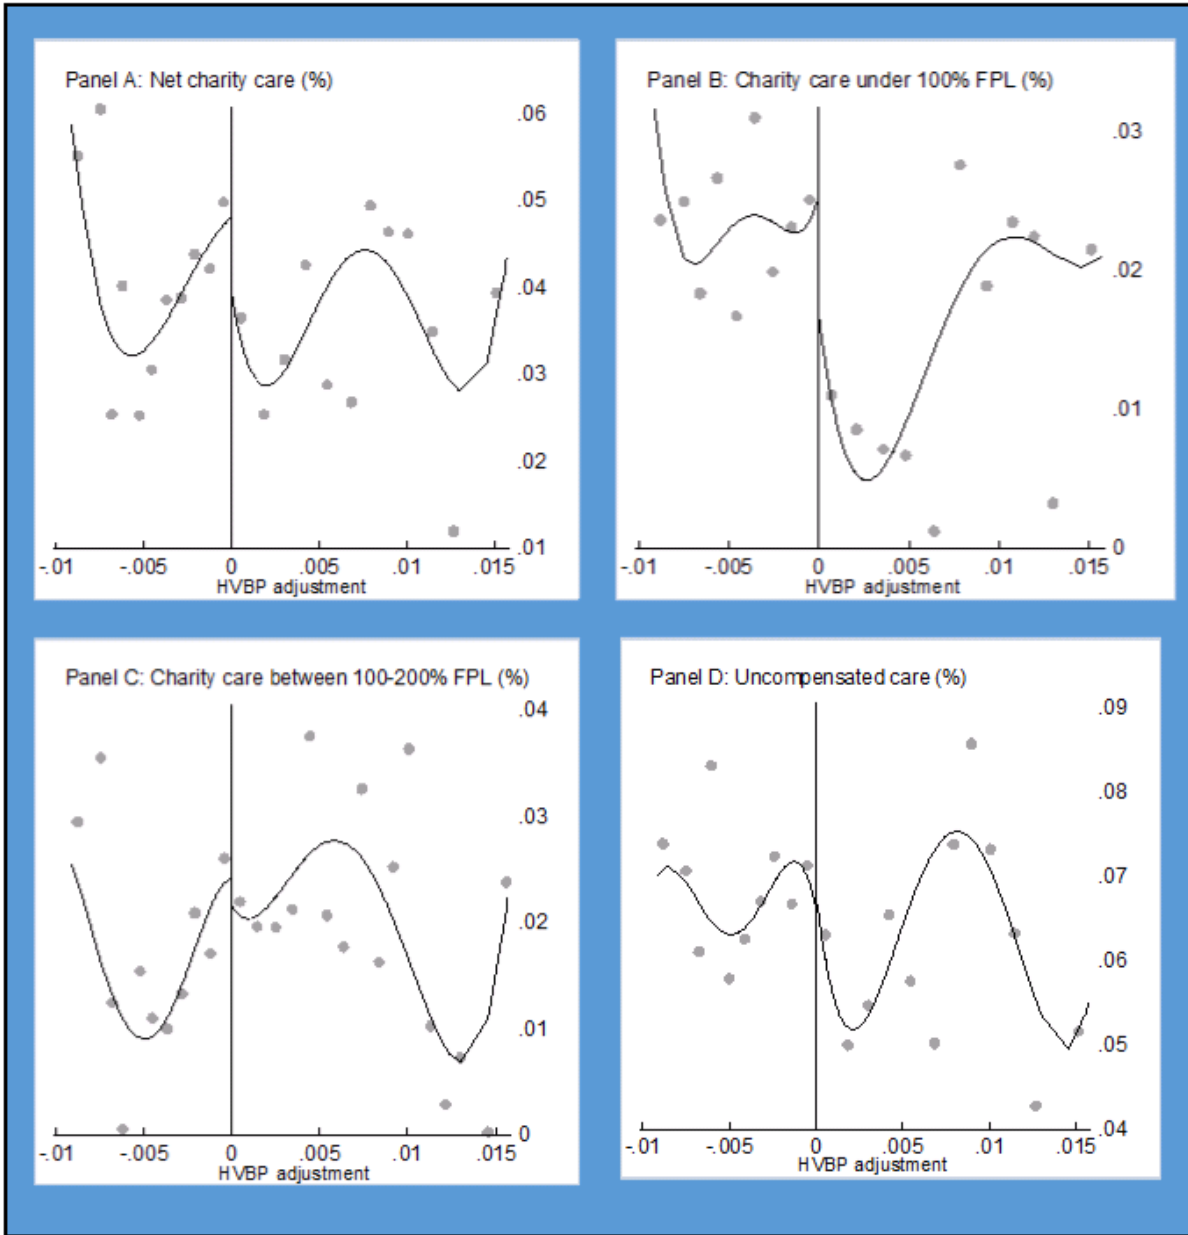 Panel A: Net charity care (%)
.06
.05
.04
.03
.02
.01
-.01 -.005 0 .005 .01 .015
HVBP adjustment
Panel B: Charity care under 100% FPL (%)
.03
.02
.01
0
-.01 -.005 0 .005 .01 .015
HVBP adjustment
Panel C: Charity care between 100-200% FPL (%)
.04
.03
.02
.01
0
-.01 -.005 0 .005 .01 .015
HVBP adjustment
Panel D: Uncompensated care (%)
.09
.08
.07
.06
.05
.04
-.01 -.005 0 .005 .01 .015
HVBP adjustment